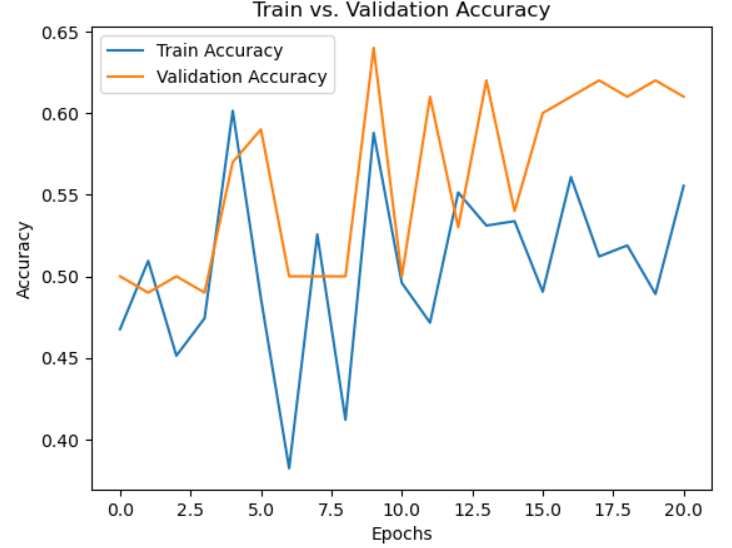 Train vs. Validation Accuracy
0.65
Train Accuracy
Validation Accuracy
0.60
0.55
0.50
0.45
0.40
Accuracy
0.0 2.5 5.0 7.5 10.0 12.5 15.0 17.5 20.0
Epochs